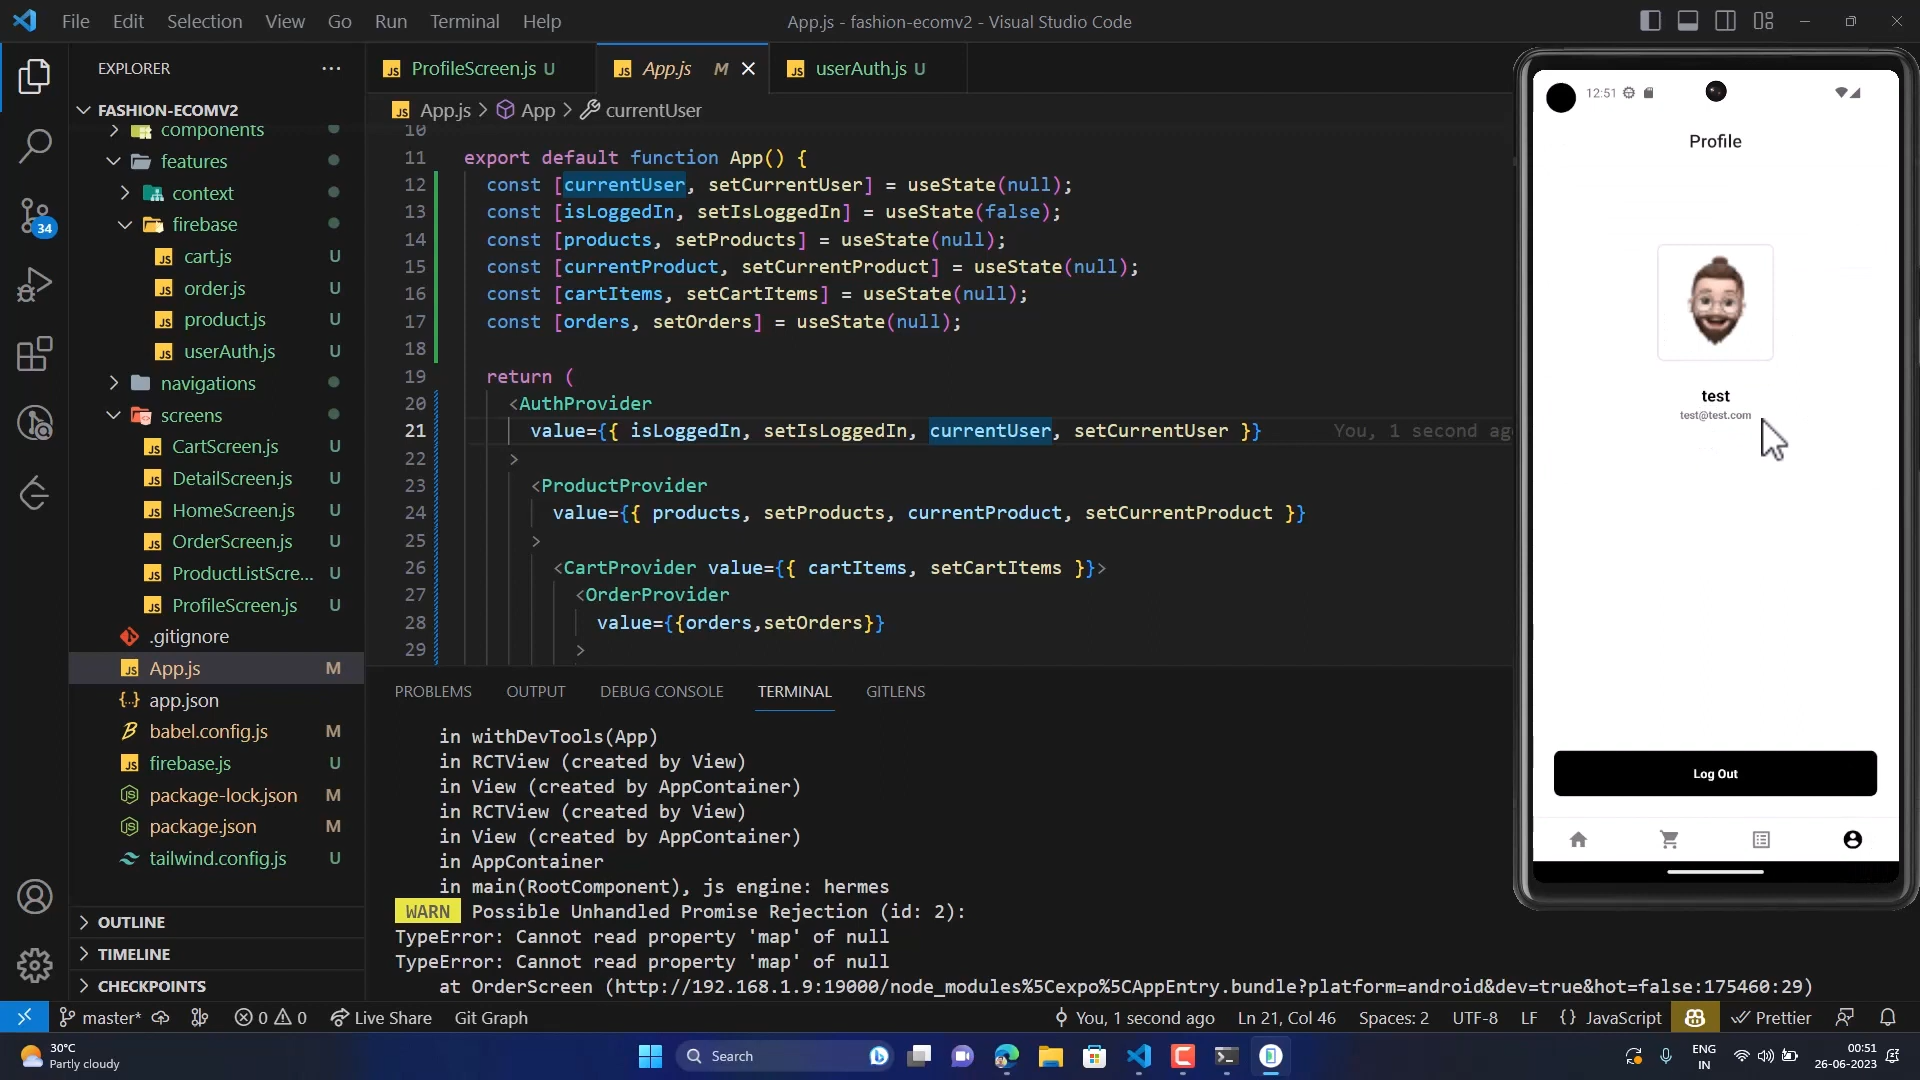 File Edit Selection View Go Run Terminal Help
App.js - fashion-ecomv2 - Visual Studio Code
EXPLORER
FASHION-ECOMV2
components
features
context
firebase
cart.js U
order.js U
product.js U
userAuth.js U
navigations
screens
CartScreen.js U
DetailScreen.js U
HomeScreen.js U
OrderScreen.js U
ProductListScre... U
ProfileScreen.js U
.gitignore
App.js M
app.json
babel.config.js M
firebase.js U
package-lock.json M
package.json M
tailwind.config.js U
OUTLINE
TIMELINE
CHECKPOINTS
34
ProfileScreen.js U
App.js M
userAuth.js U
App.js > App > currentUser
10
11 export default function App() {
12 const [currentUser, setCurrentUser] = useState(null);
13 const [isLoggedIn, setIsLoggedIn] = useState(false);
14 const [products, setProducts] = useState(null);
15 const [currentProduct, setCurrentProduct] = useState(null);
16 const [cartItems, setCartItems] = useState(null);
17 const [orders, setOrders] = useState(null);
18
19 return (
20 <AuthProvider
21 value={{ isLoggedIn, setIsLoggedIn, currentUser, setCurrentUser }} You, 1 second ag
22 >
23 <ProductProvider
24 value={{ products, setProducts, currentProduct, setCurrentProduct }}
25 >
26 <CartProvider value={{ cartItems, setCartItems }}>
27 <OrderProvider
28 value={{orders,setOrders}}
29 >
PROBLEMS OUTPUT DEBUG CONSOLE TERMINAL GITLENS
in withDevTools(App)
in RCTView (created by View)
in View (created by AppContainer)
in RCTView (created by View)
in View (created by AppContainer)
in AppContainer
in main(RootComponent), js engine: hermes
WARN Possible Unhandled Promise Rejection (id: 2):
TypeError: Cannot read property 'map' of null
TypeError: Cannot read property 'map' of null
at OrderScreen (http://192.168.1.9:19000/node_modules%5Cexpo%5CAppEntry.bundle?platform=android&dev=true&hot=false:175460:29)
12:51
Profile
test
test@test.com
Log Out
master* 0 0 Live Share Git Graph
You, 1 second ago Ln 21, Col 46 Spaces: 2 UTF-8 LF {} JavaScript Prettier
30°C
Partly cloudy
Search
ENG
IN
00:51
26-06-2023